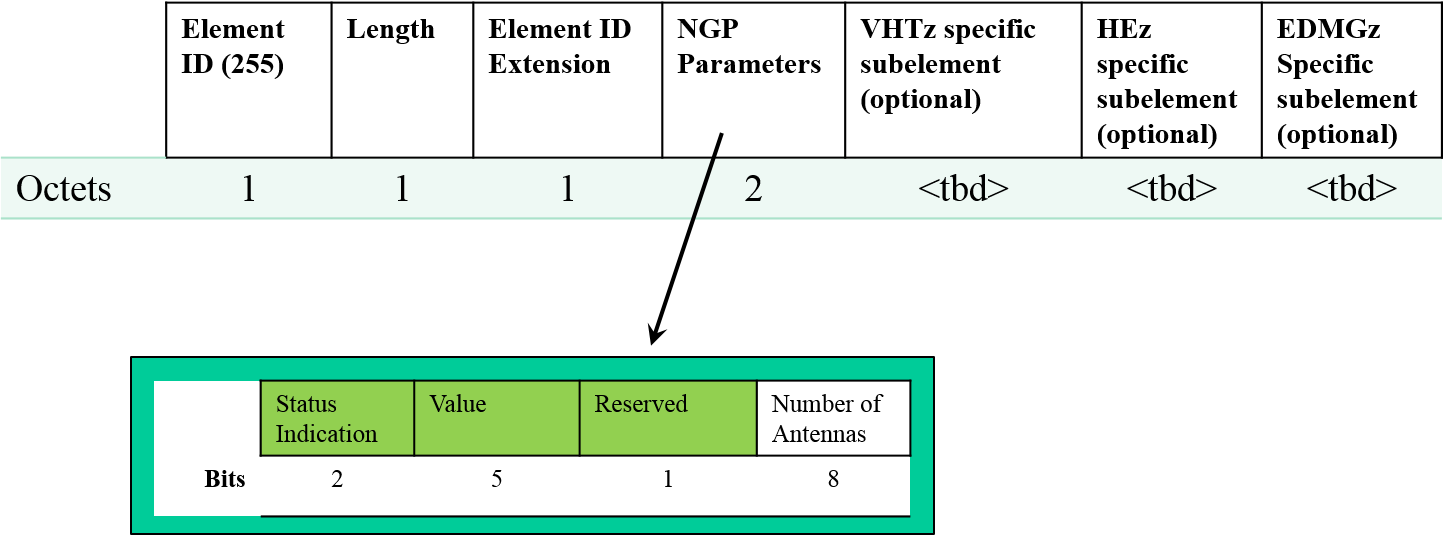 Element ID (255)
Length
Element ID Extension
NGP Parameters
VHTz specific subelement (optional)
HEz specific subelement (optional)
EDMGz Specific subelement (optional)
Octets 1 1 1 2 <tbd> <tbd> <tbd>
Status Indication
Value
Reserved
Number of Antennas
Bits 2 5 1 8